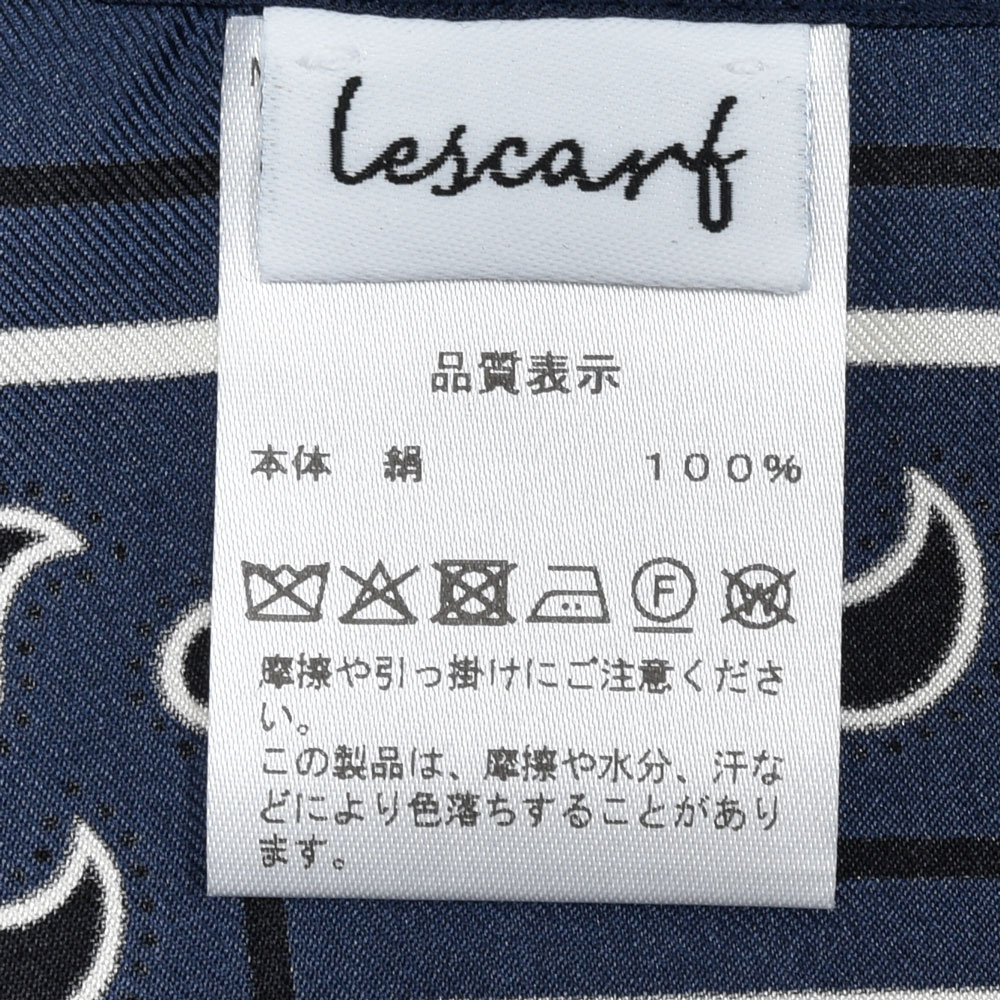 lescarf
品質表示
本体 絹 100%
F W
摩擦や引っ掛けにご注意くださ
い。
この製品は、摩擦や水分、汗な
どにより色落ちすることがあり
ます。